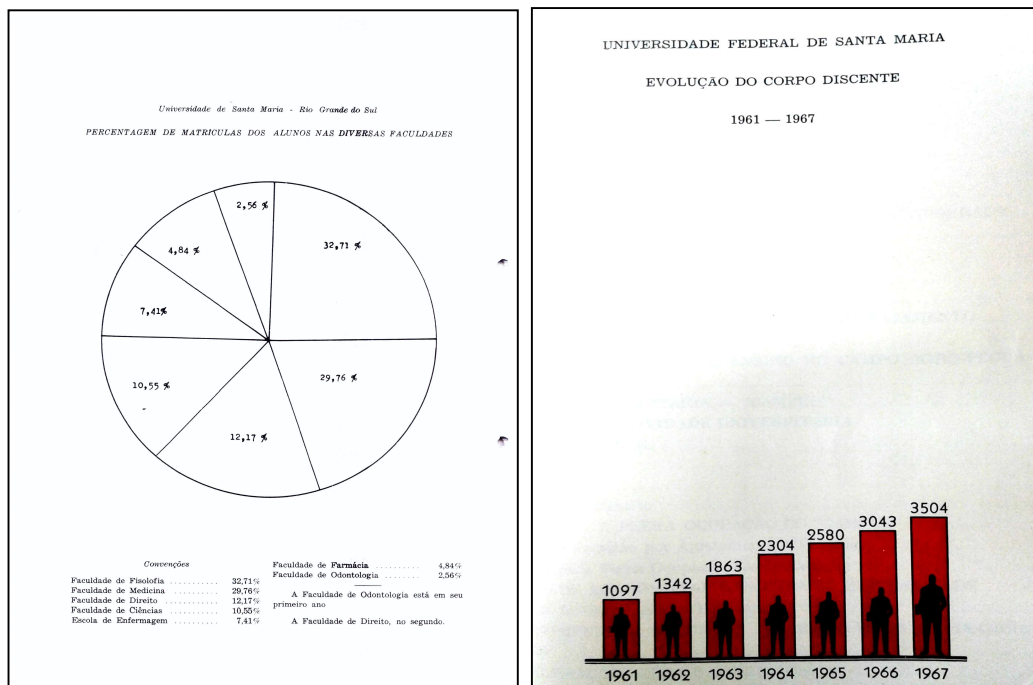 Universidade de Santa Maria - Rio Grande do Sul
PERCENTAGEM DE MATRICULAS DOS ALUNOS NAS DIVERSAS FACULDADES
2,56 %
32,71 %
4,84 %
7,41%
29,76 %
10,55 %
12,17 %
Convenções
Faculdade de Fisolofia ........... 32,71%
Faculdade de Medicina ........... 29,76%
Faculdade de Direito ............ 12,17%
Faculdade de Ciências ........... 10,55%
Escola de Enfermagem .......... 7,41%
Faculdade de Farmácia ........... 4,84%
Faculdade de Odontologia ......... 2,56%
A Faculdade de Odontologia está em seu
primeiro ano
A Faculdade de Direito, no segundo.
UNIVERSIDADE FEDERAL DE SANTA MARIA
EVOLUÇÃO DO CORPO DISCENTE
1961 — 1967
1097 1342 1863 2304 2580 3043 3504
1961 1962 1963 1964 1965 1966 1967